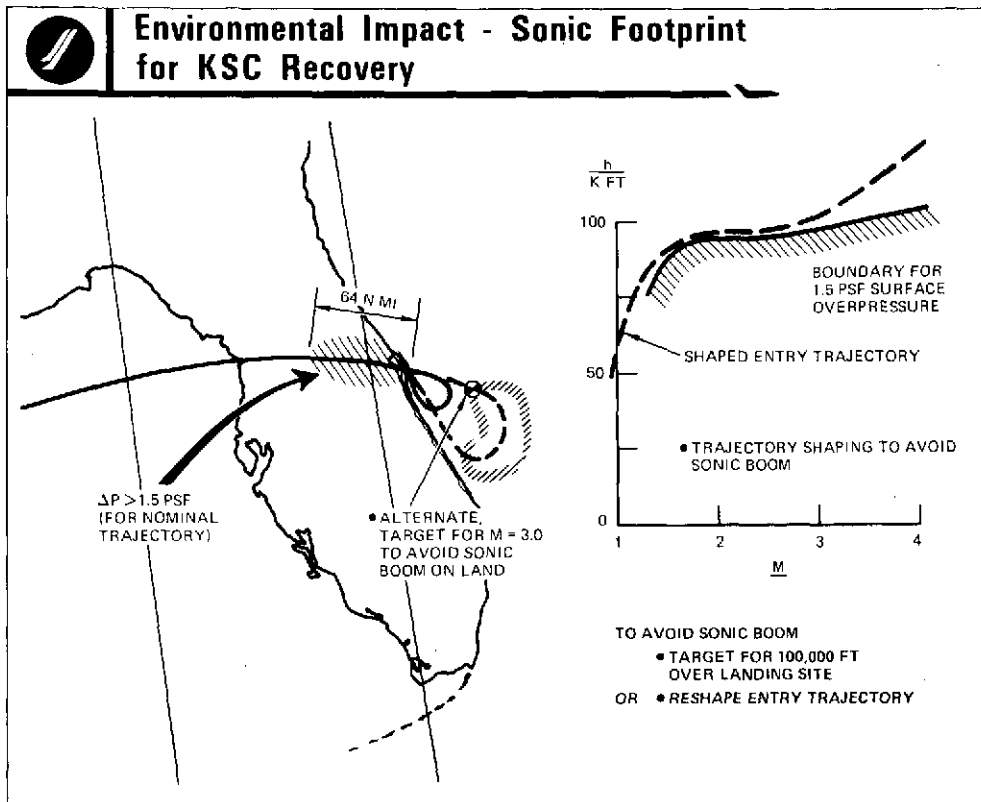 Environmental Impact - Sonic Footprint
for KSC Recovery
64 N MI
ΔP > 1.5 PSF
(FOR NOMINAL
TRAJECTORY)
• ALTERNATE,
TARGET FOR M = 3.0
TO AVOID SONIC
BOOM ON LAND
h
K FT
100
50
0
1
2
3
4
M
BOUNDARY FOR
1.5 PSF SURFACE
OVERPRESSURE
SHAPED ENTRY TRAJECTORY
• TRAJECTORY SHAPING TO AVOID
SONIC BOOM
TO AVOID SONIC BOOM
• TARGET FOR 100,000 FT
OVER LANDING SITE
OR • RESHAPE ENTRY TRAJECTORY